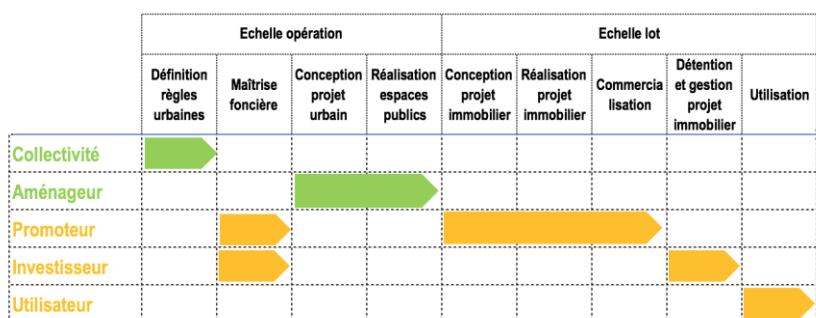 Echelle opération
Echelle lot
Définition
règles
urbaines
Maîtrise
foncière
Conception
projet
urbain
Réalisation
espaces
publics
Conception
projet
immobilier
Réalisation
projet
immobilier
Commercia
lisation
Détention
et gestion
projet
immobilier
Utilisation
Collectivité
Aménageur
Promoteur
Investisseur
Utilisateur